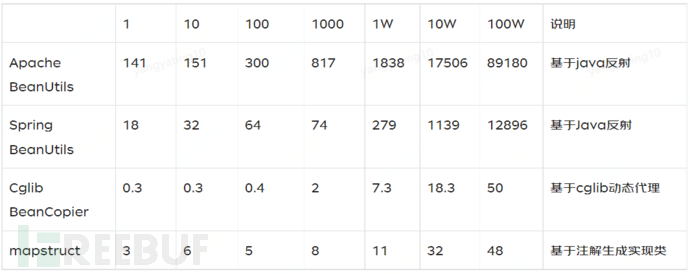 1 10 100 1000 1W 10W 100W 说明
Apache BeanUtils 141 151 300 817 1838 17506 89180 基于java反射
Spring BeanUtils 18 32 64 74 279 1139 12896 基于Java反射
Cglib BeanCopier 0.3 0.3 0.4 2 7.3 18.3 50 基于cglib动态代理
REEBUF
mapstruct 3 6 5 8 11 32 48 基于注解生成实现类